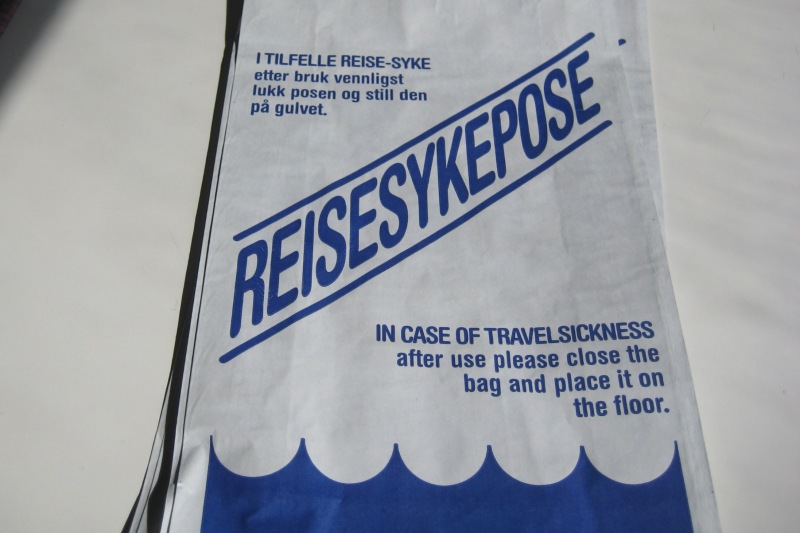 I TILFELLE REISE-SYKE
etter bruk vennligst
lukk posen og still den
på gulvet.
REISESYKEPOSE
IN CASE OF TRAVELSICKNESS
after use please close the
bag and place it on
the floor.